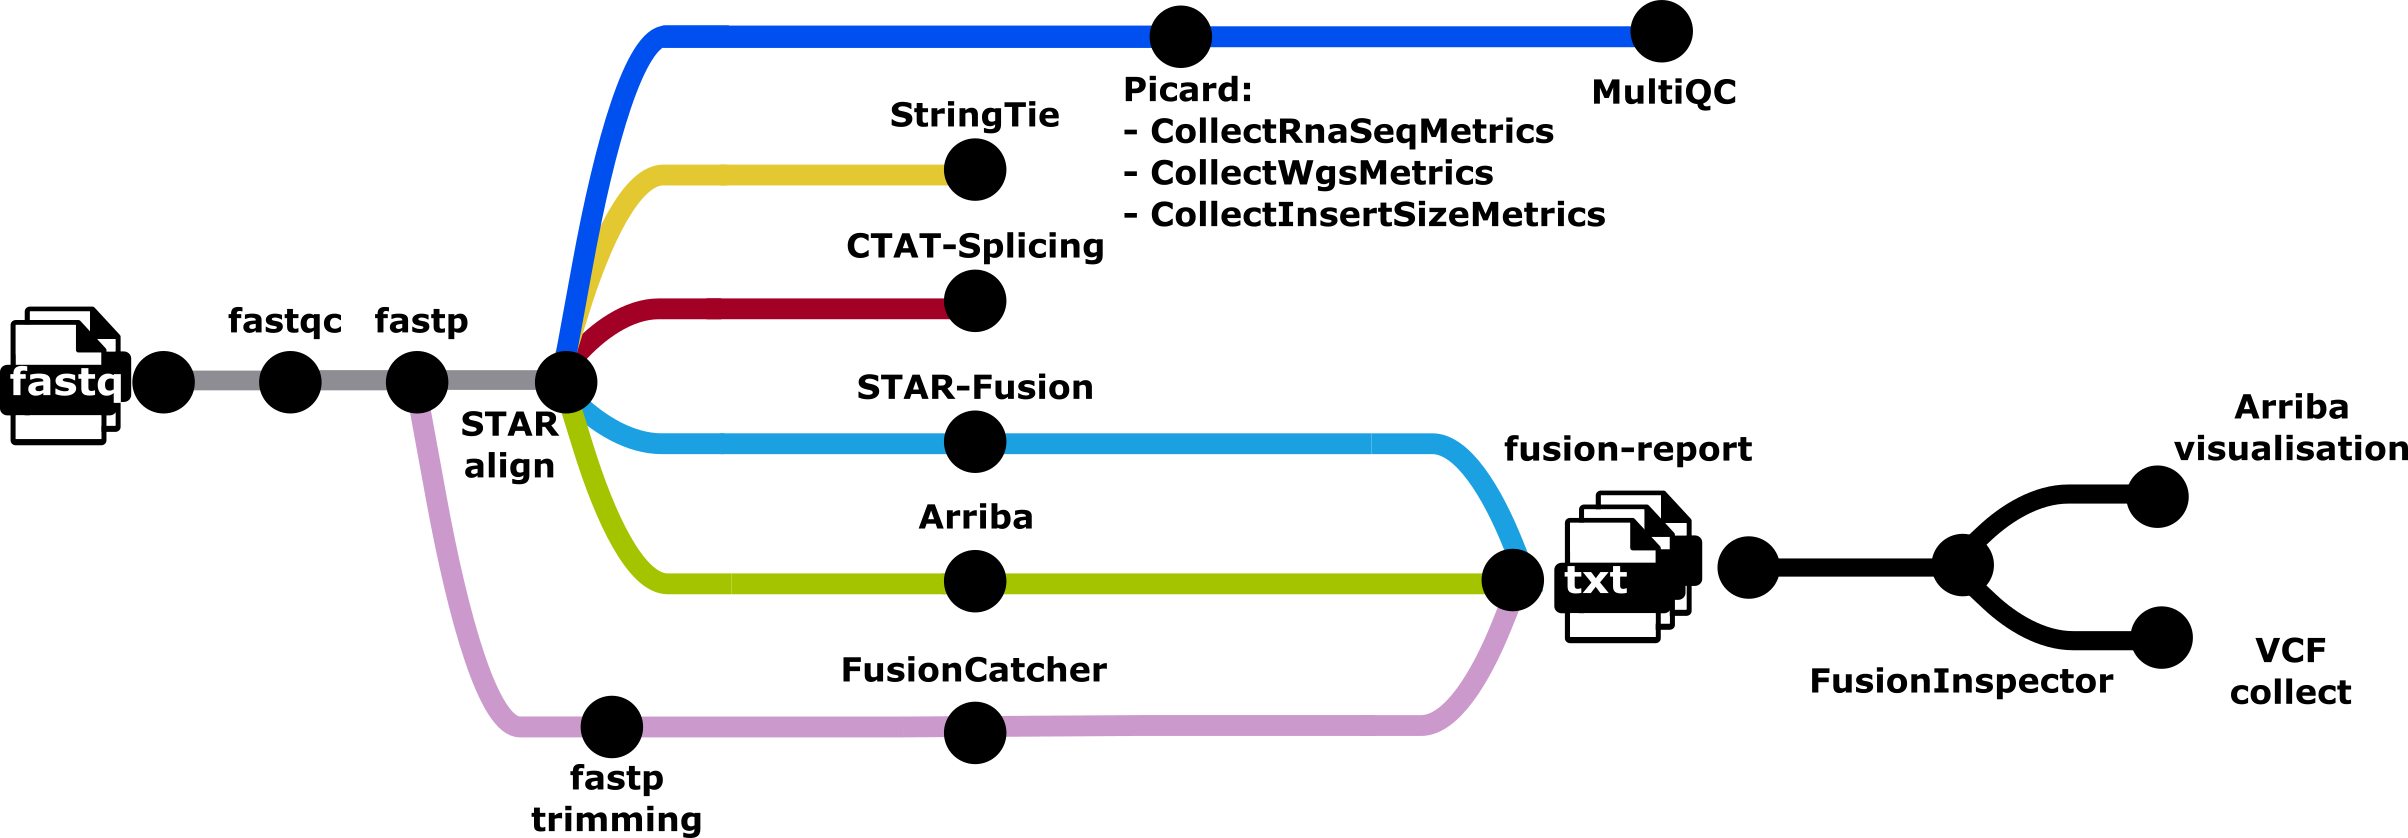 Picard:
- CollectRnaSeqMetrics
- CollectWgsMetrics
- CollectInsertSizeMetrics
MultiQC
StringTie
CTAT-Splicing
fastq
fastqc
fastp
STAR
align
STAR-Fusion
Arriba
FusionCatcher
fastp
trimming
fusion-report
txt
FusionInspector
Arriba
visualisation
VCF
collect